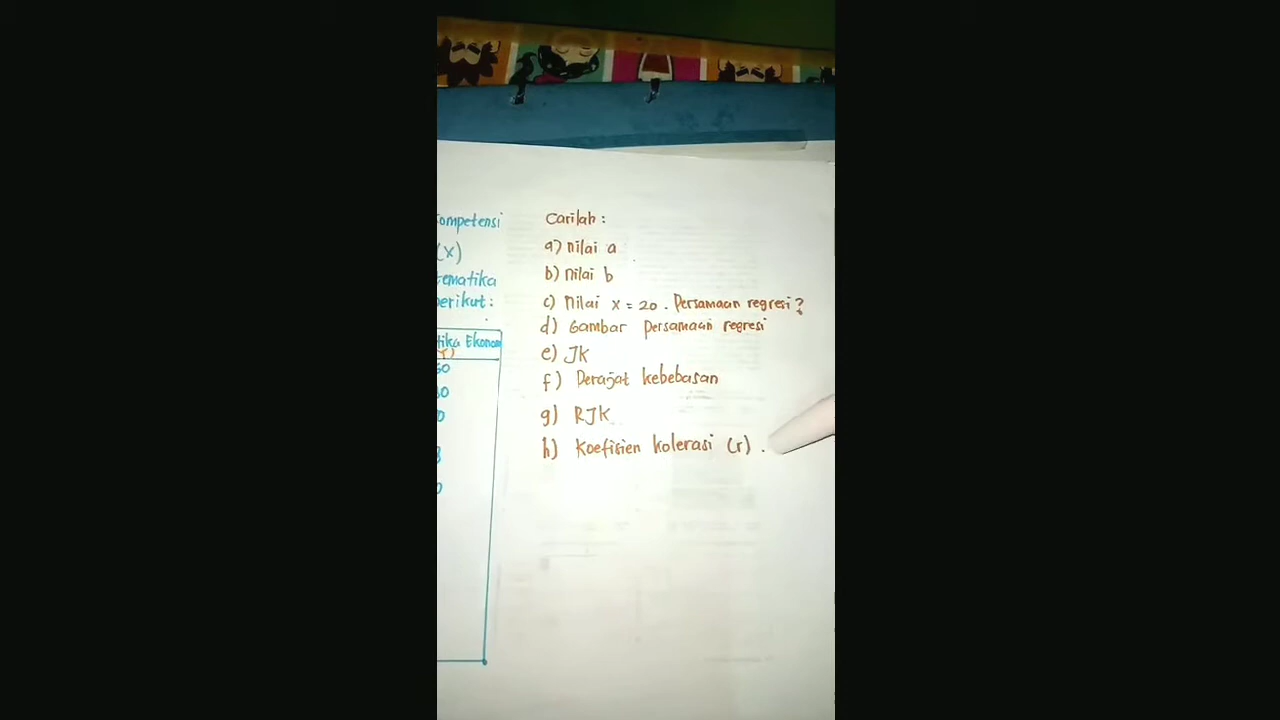 ompetensi
(x)
tematika
erikut:
tika Ekonom
Carilah :
a) Nilai a
b) Nilai b
c) Nilai x = 20 . Persamaan regresi ?
d) Gambar persamaan regresi
e) JK
f) Derajat kebebasan
g) RJK
h) Koefisien kolerasi (r) .